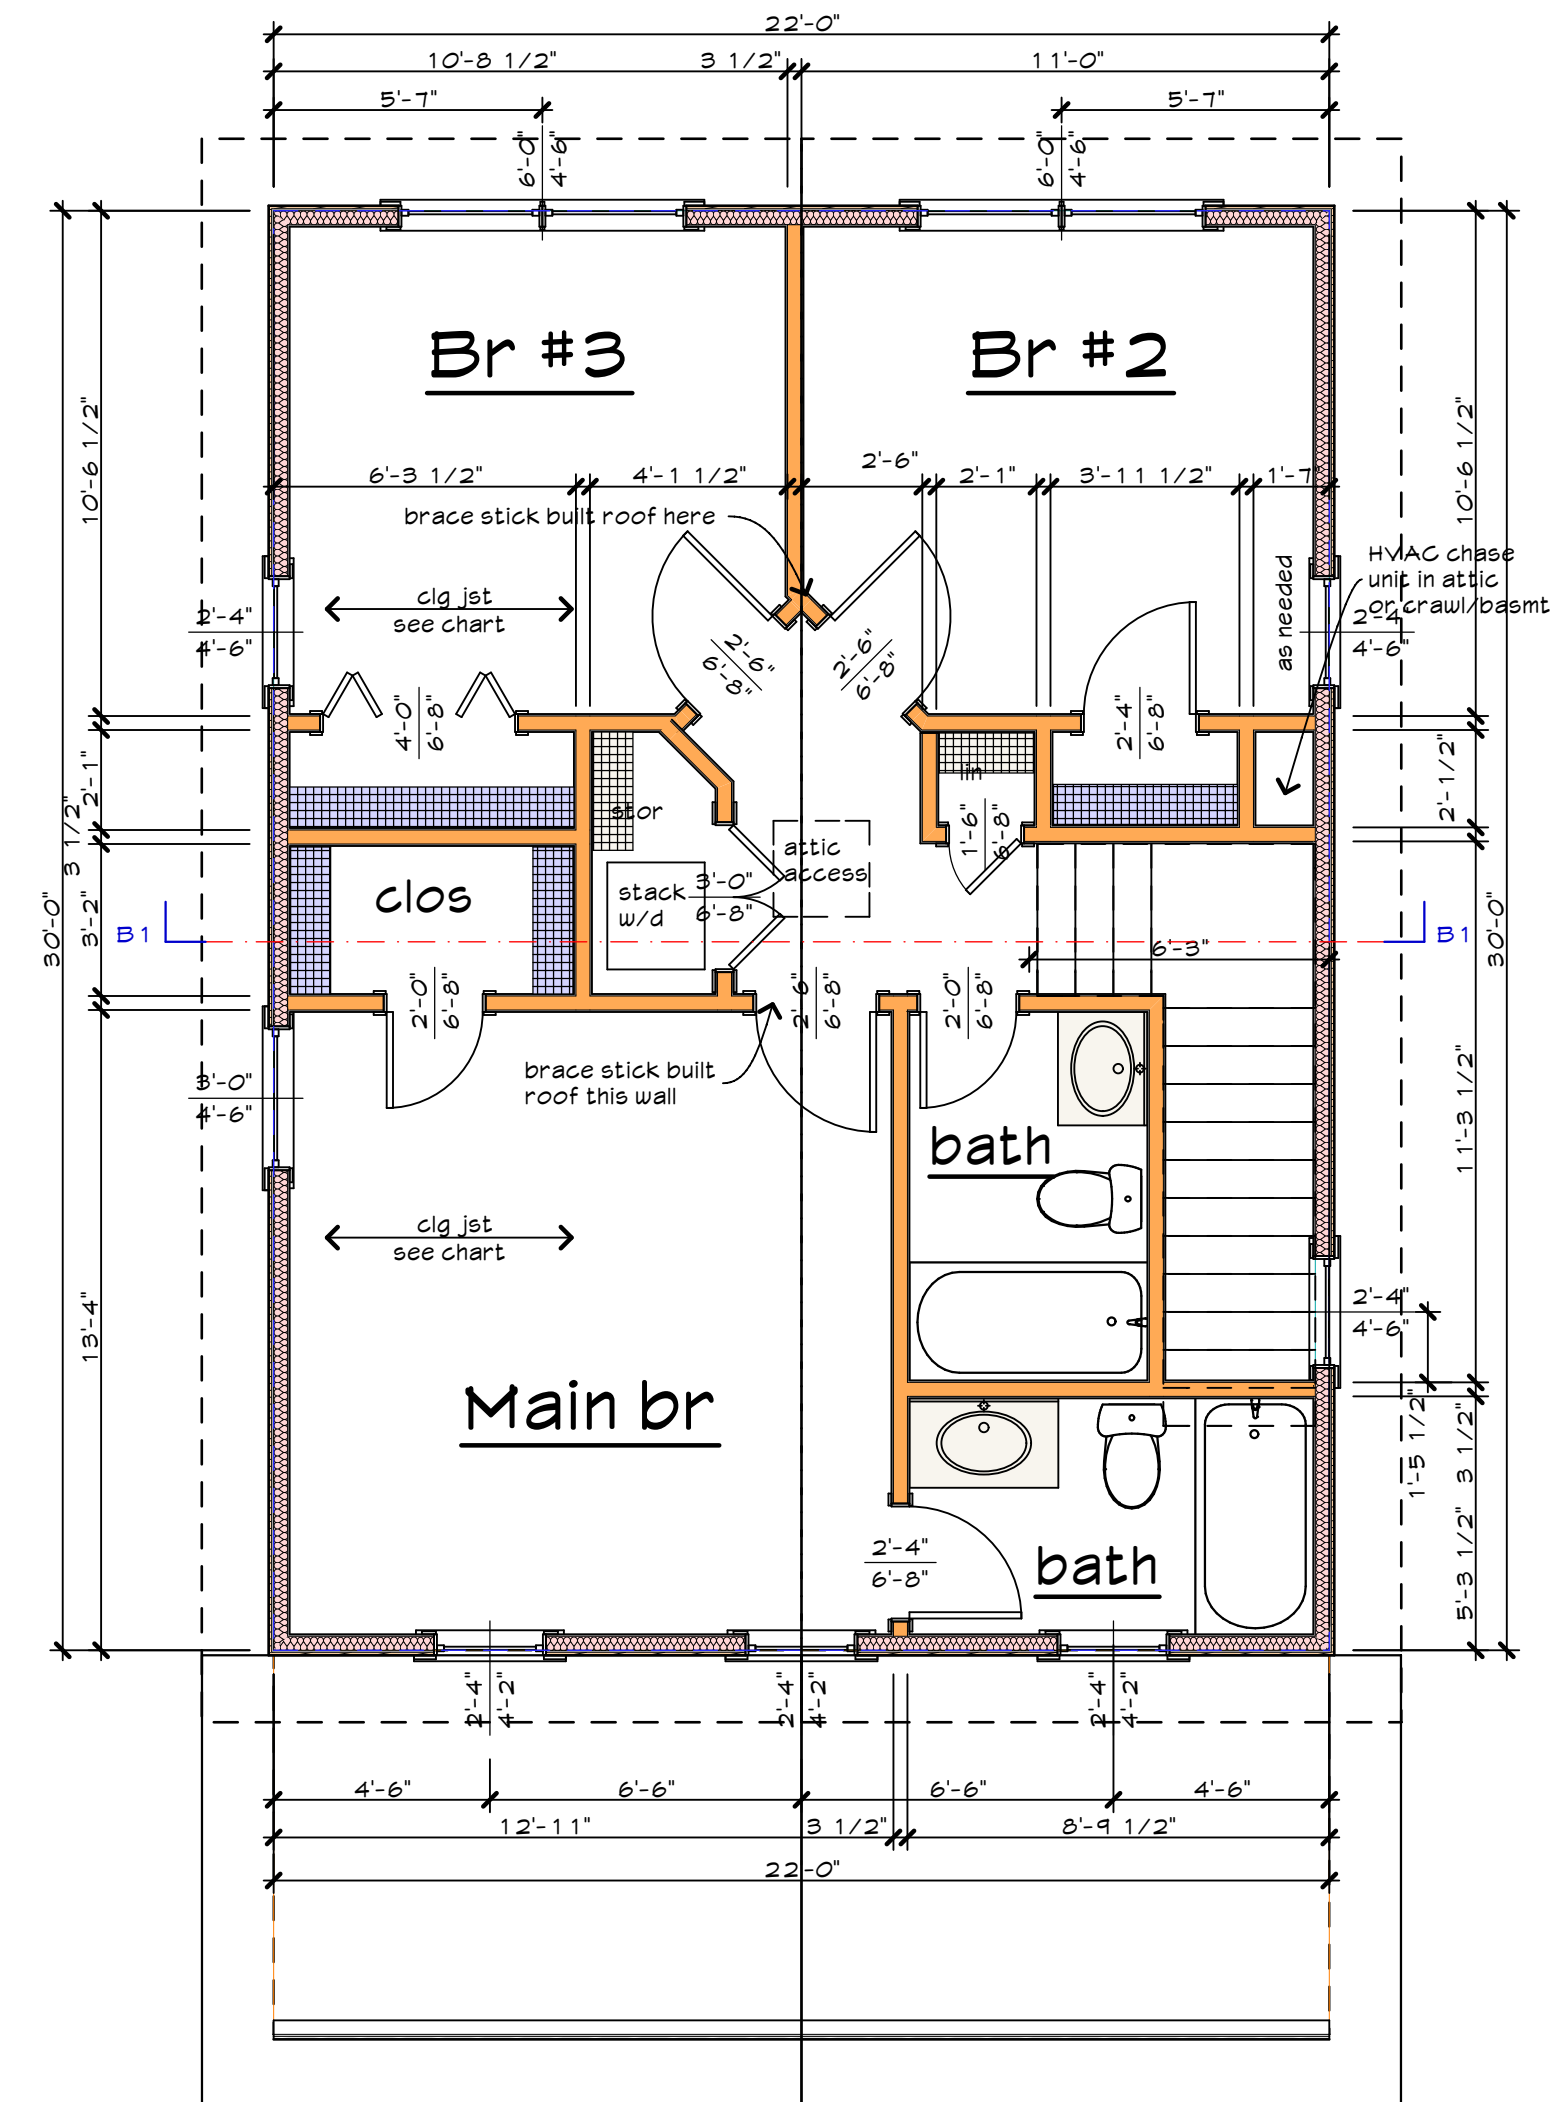 22'-0"
10'-8 1/2"
3 1/2"
11'-0"
5'-7"
5'-7"
6'-0"
4'-6"
6'-0"
4'-6"
Br #3
Br #2
10'-6 1/2"
10'-6 1/2"
6'-3 1/2"
4'-1 1/2"
2'-6"
2'-1"
3'-11 1/2"
1'-7"
brace stick built roof here
HVAC chase
unit in attic
or crawl/basmt
as needed
clg jst
see chart
2'-4"
4'-6"
2'-4"
4'-6"
2'-6"
6'-8"
2'-6"
6'-8"
4'-0"
6'-8"
2'-4"
6'-8"
2'-1"
3 1/2"
2'-1/2"
lin
stor
1'-6"
6'-8"
attic
access
clos
stack
w/d
3'-0"
6'-8"
3'-2"
30'-0"
30'-0"
B1
B1
6'-3"
2'-0"
6'-8"
2'-6"
6'-8"
2'-0"
6'-8"
3'-0"
4'-6"
brace stick built
roof this wall
bath
11'-3 1/2"
clg jst
see chart
13'-4"
2'-4"
4'-6"
Main br
1'-5 1/2"
3 1/2"
5'-3 1/2"
2'-4"
6'-8"
bath
2'-4"
4'-2"
2'-4"
4'-2"
2'-4"
4'-2"
4'-6"
6'-6"
6'-6"
4'-6"
12'-11"
3 1/2"
8'-9 1/2"
22'-0"